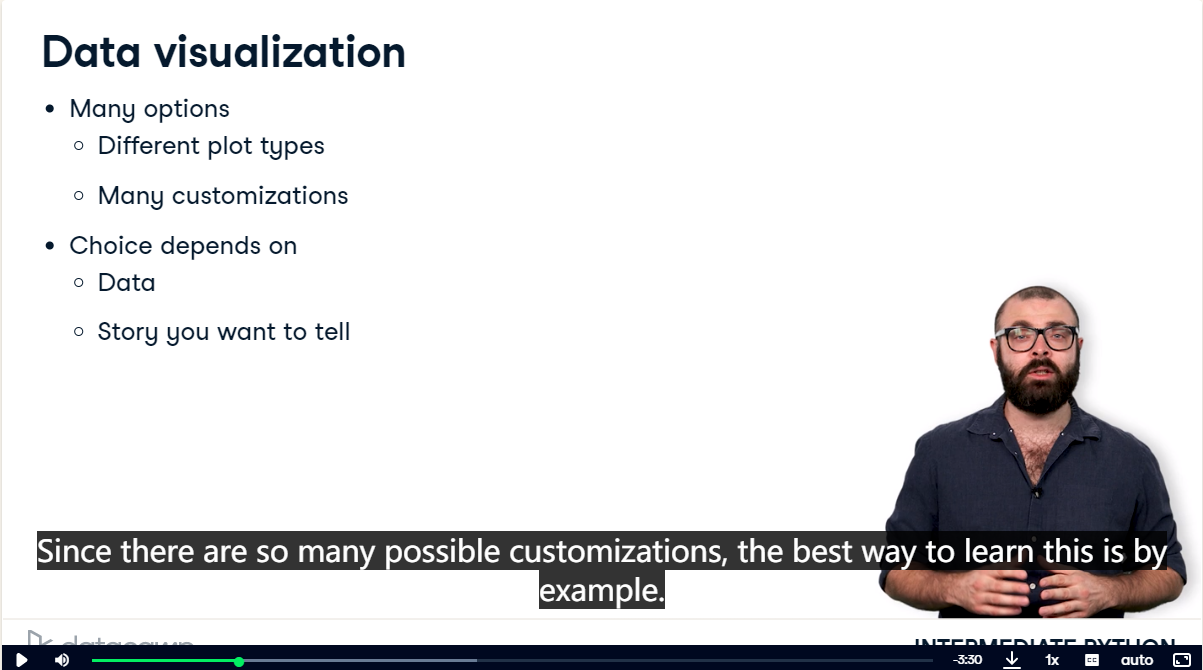 Data visualization
Many options
Different plot types
Many customizations
Choice depends on
Data
Story you want to tell
Since there are so many possible customizations, the best way to learn this is by
example.
datacamp
INTERMEDIATE PYTHON
-3:30
1x
CC
auto